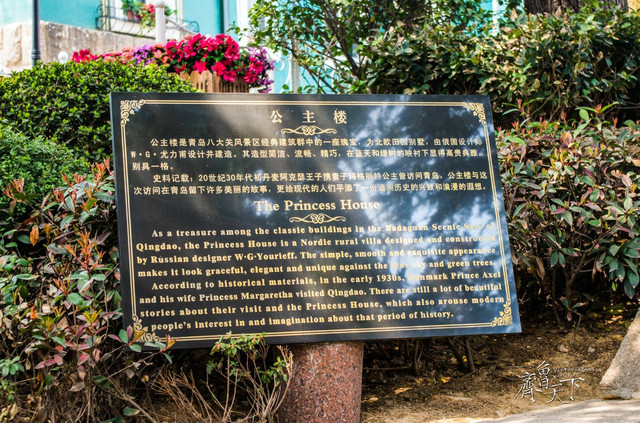 公主楼
公主楼是青岛八大关景区经典建筑群中的一座瑰宝，为北欧田园别墅，由俄国设计师
W·G·尤力甫设计并建造。其造型简洁、流畅、精巧，在蓝天和绿树的映衬下显得高贵典雅、
别具一格。
史料记载：20世纪30年代初丹麦阿克瑟王子携妻子玛格丽特公主曾访问青岛，公主号与这
次访问在青岛留下许多美丽的故事，更给现代的人们平添了一份追溯历史的兴致和浪漫的遐想。
The Princess House
As a treasure among the classic buildings in the Badaguan Scenic Spot of
Qingdao, the Princess House is a Nordic rural villa designed and constructed
by Russian designer W·G·Yourieff. The simple, smooth and exquisite appearance
makes it look graceful, elegant and unique against the blue sky and green trees.
According to historical materials, in the early 1930s, Denmark Prince Axel
and his wife Princess Margaretha visited Qingdao. There are still a lot of beautiful
stories about their visit and the Princess House, which also arouse modern
people's interest in and imagination about that period of history.
齐鲁天下